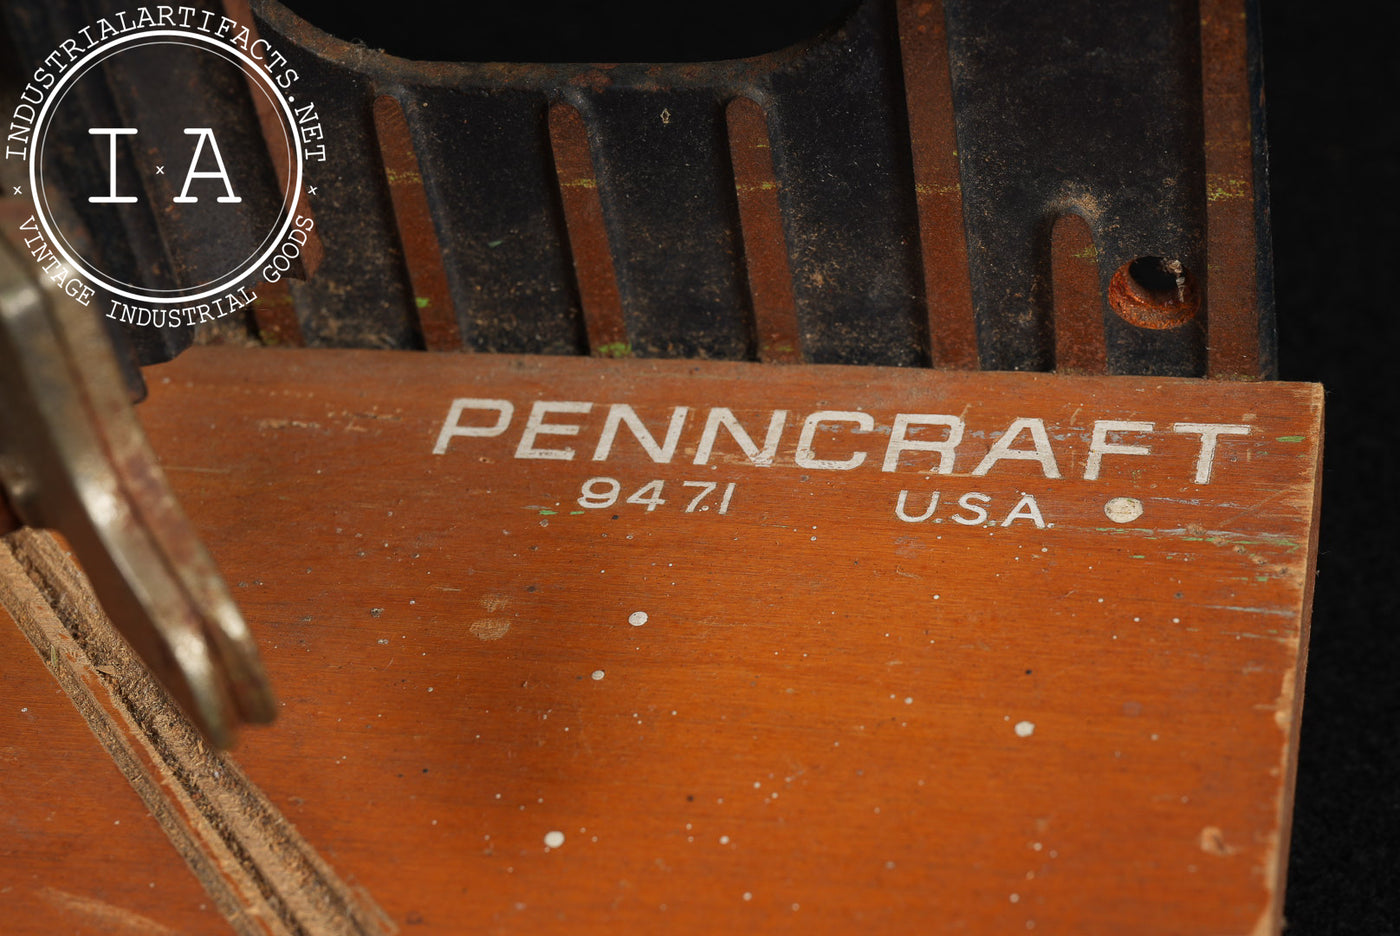 INDUSTRIALARTIFACTS.NET
I x A
x x
VINTAGE INDUSTRIAL GOODS
PENNCRAFT
9471 U.S.A.